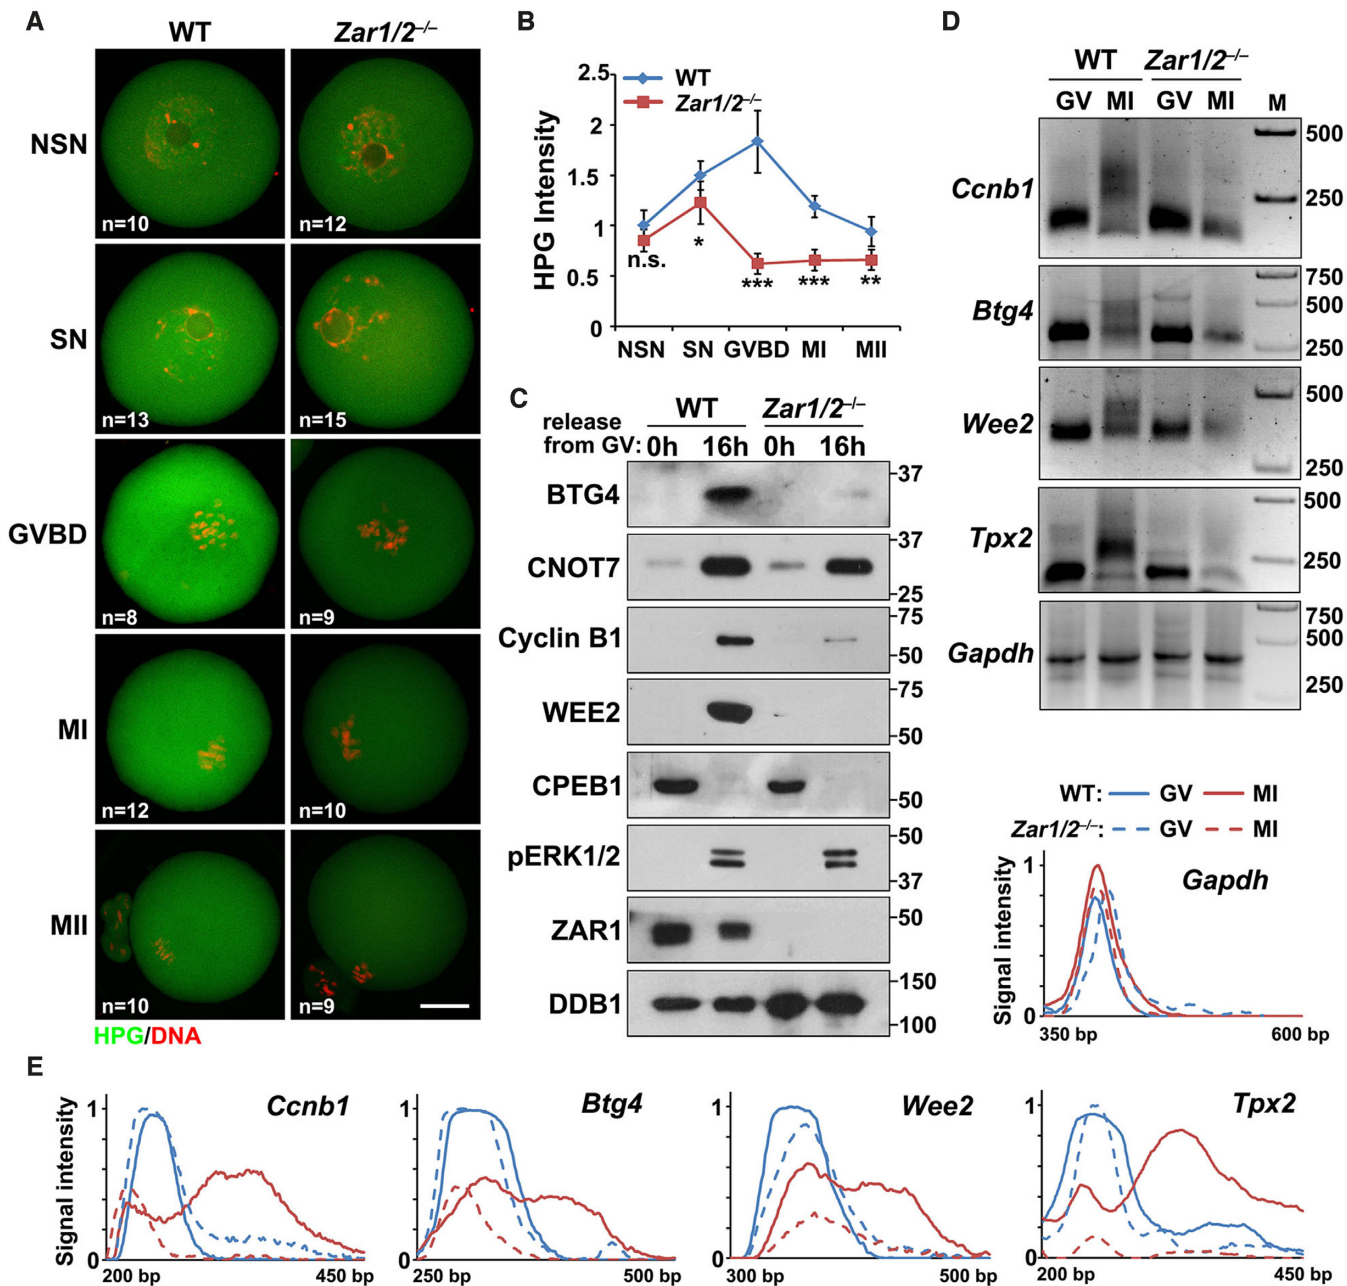 A
WT
Zar1/2–/–
NSN
n=10
n=12
SN
n=13
n=15
GVBD
n=8
n=9
MI
n=12
n=10
MII
n=10
n=9
HPG/DNA
B
WT
Zar1/2–/–
HPG Intensity
2.5
2
1.5
1
0.5
0
n.s.
*
***
***
**
NSN
SN
GVBD
MI
MII
C
WT
Zar1/2–/–
release
from GV:
0h
16h
0h
16h
BTG4
-37
CNOT7
-37
-25
Cyclin B1
-75
-50
WEE2
-75
-50
CPEB1
-50
pERK1/2
-50
-37
ZAR1
-50
DDB1
-150
-100
D
WT
Zar1/2–/–
GV
MI
GV
MI
M
Ccnb1
500
250
Btg4
750
500
250
Wee2
500
250
Tpx2
500
250
Gapdh
750
500
250
WT:
GV
MI
Zar1/2–/–:
GV
MI
Gapdh
Signal intensity
1
0
350 bp
600 bp
E
Signal intensity
Ccnb1
1
0
200 bp
450 bp
Btg4
1
0
250 bp
500 bp
Wee2
1
0
300 bp
500 bp
Tpx2
1
0
200 bp
450 bp